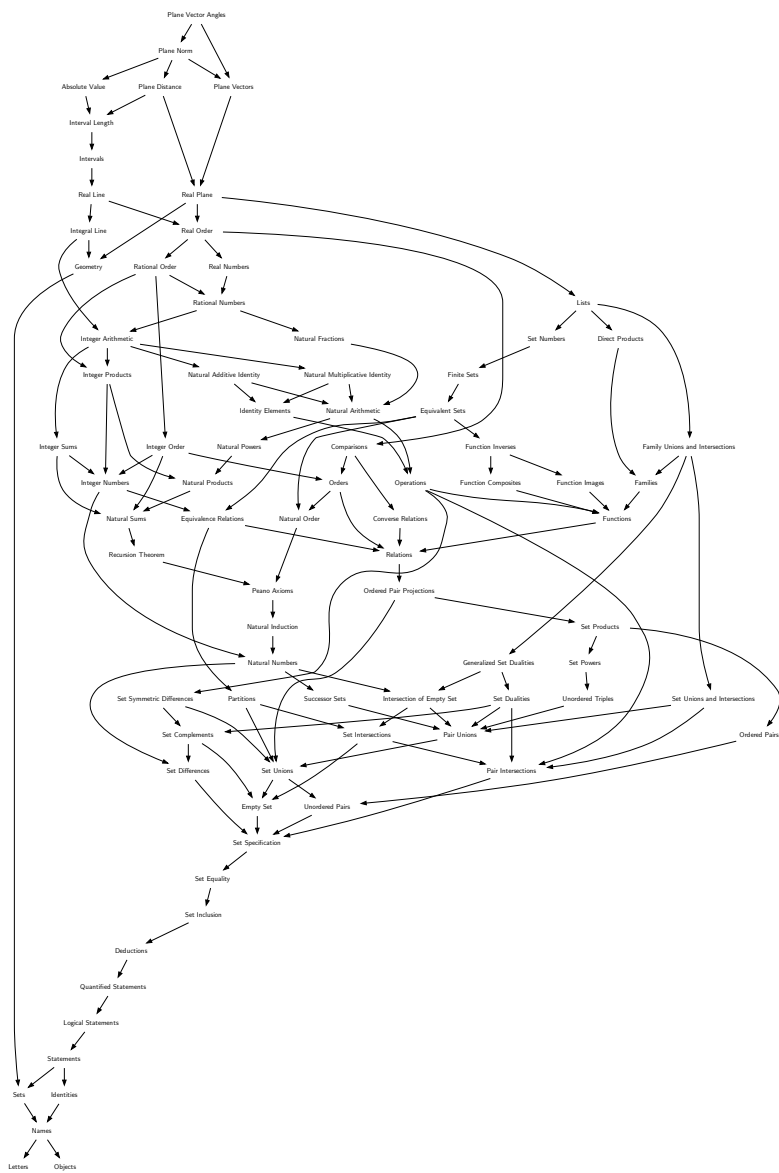 Plane Vector Angles
Plane Norm
Absolute Value Plane Distance Plane Vectors
Interval Length
Intervals
Real Line Real Plane
Integral Line Real Order
Geometry Rational Order Real Numbers
Rational Numbers Lists
Integer Arithmetic Natural Fractions Set Numbers Direct Products
Integer Products Natural Additive Identity Natural Multiplicative Identity Finite Sets
Identity Elements Natural Arithmetic Equivalent Sets
Integer Sums Integer Order Natural Powers Comparisons Function Inverses Family Unions and Intersections
Integer Numbers Natural Products Orders Operations Function Composites Function Images Families
Natural Sums Equivalence Relations Natural Order Converse Relations Functions
Recursion Theorem Relations
Peano Axioms Ordered Pair Projections
Natural Induction Set Products
Natural Numbers Generalized Set Dualities Set Powers
Set Symmetric Differences Partitions Successor Sets Intersection of Empty Set Set Dualities Unordered Triples Set Unions and Intersections
Set Complements Set Intersections Pair Unions Ordered Pairs
Set Differences Set Unions Pair Intersections
Empty Set Unordered Pairs
Set Specification
Set Equality
Set Inclusion
Deductions
Quantified Statements
Logical Statements
Statements
Sets Identities
Names
Letters Objects